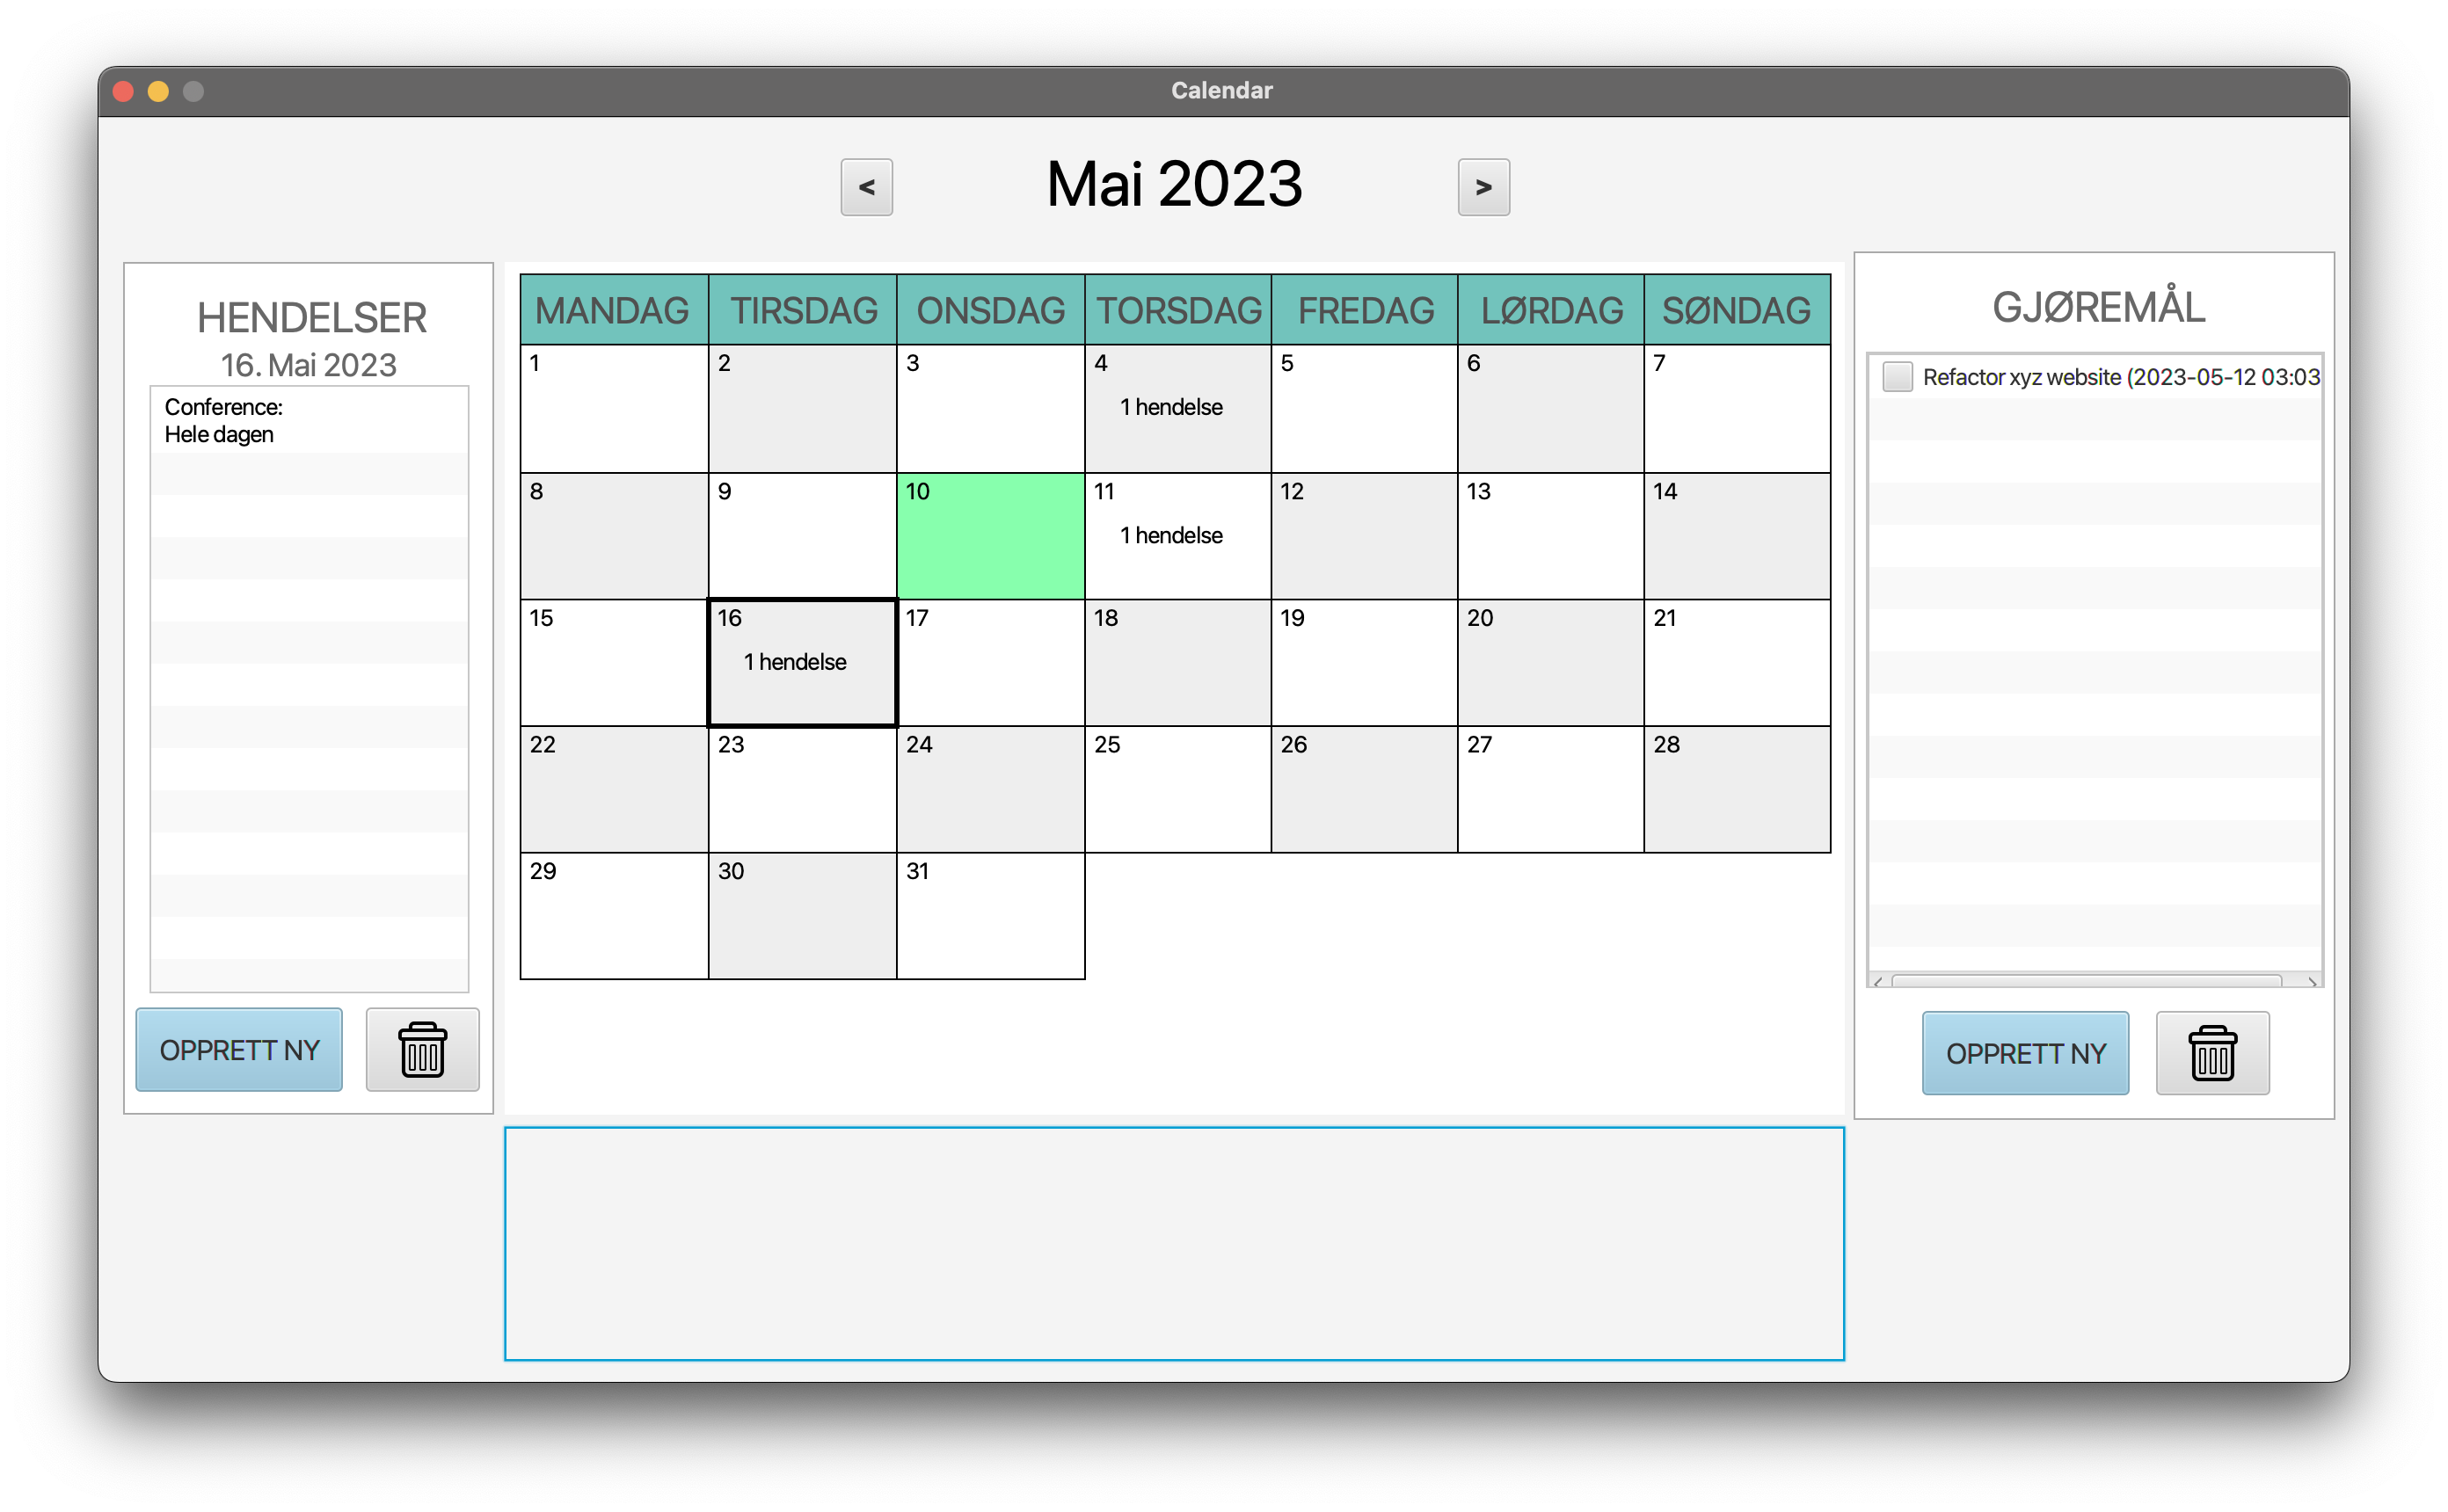 Calendar
<
Mai 2023
>
HENDELSER
16. Mai 2023
Conference:
Hele dagen
OPPRETT NY
MANDAG TIRSDAG ONSDAG TORSDAG FREDAG LØRDAG SØNDAG
1 2 3 4 5 6 7
1 hendelse
8 9 10 11 12 13 14
1 hendelse
15 16 17 18 19 20 21
1 hendelse
22 23 24 25 26 27 28
29 30 31
GJØREMÅL
Refactor xyz website (2023-05-12 03:03
OPPRETT NY